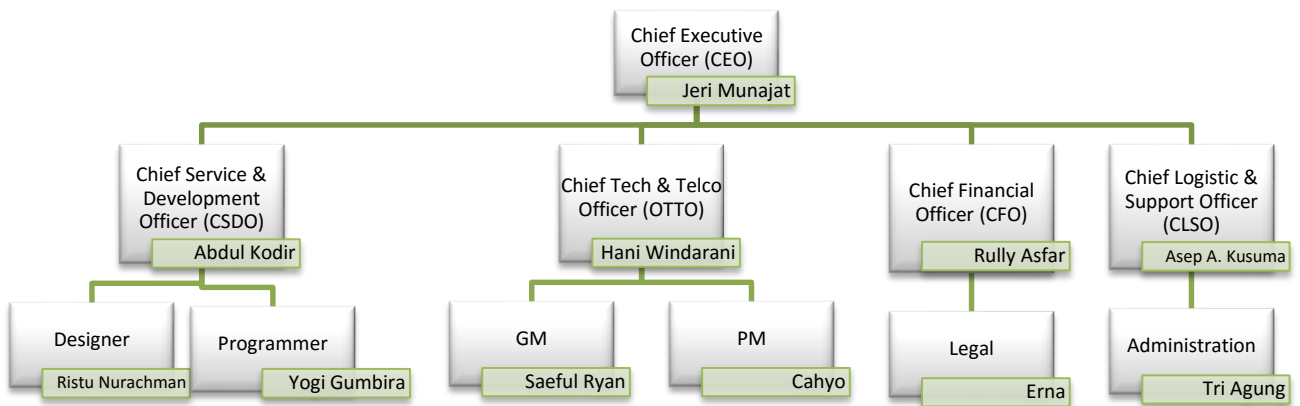 Chief Executive
Officer (CEO)
Jeri Munajat
Chief Service &
Development
Officer (CSDO)
Abdul Kodir
Chief Tech & Telco
Officer (OTTO)
Hani Windarani
Chief Financial
Officer (CFO)
Rully Asfar
Chief Logistic &
Support Officer
(CLSO)
Asep A. Kusuma
Designer
Ristu Nurachman
Programmer
Yogi Gumbira
GM
Saeful Ryan
PM
Cahyo
Legal
Erna
Administration
Tri Agung